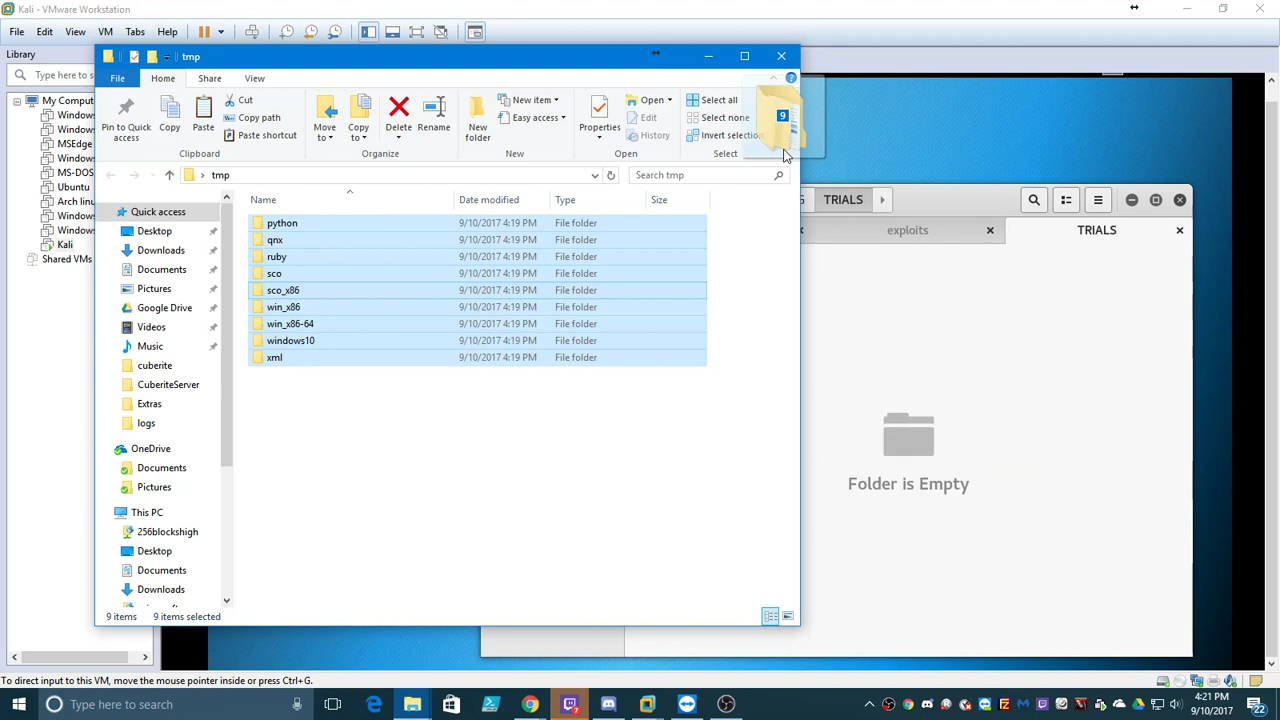 Kali - VMware Workstation
File Edit View VM Tabs Help
Library
Type here to search
My Comput
Windows
Windows
MSEdge
Windows
MS-DOS
Ubuntu
Arch linu
Windows
Windows
Kali
Shared VMs
tmp
File Home Share View
Pin to Quick access
Copy
Paste
Cut
Copy path
Paste shortcut
Clipboard
Move to
Copy to
Delete
Rename
Organize
New folder
New item
Easy access
New
Properties
Open
Edit
History
Open
Select all
Select none
Invert selection
Select
9
tmp
Search tmp
Name Date modified Type Size
python 9/10/2017 4:19 PM File folder
qnx 9/10/2017 4:19 PM File folder
ruby 9/10/2017 4:19 PM File folder
sco 9/10/2017 4:19 PM File folder
sco_x86 9/10/2017 4:19 PM File folder
win_x86 9/10/2017 4:19 PM File folder
win_x86-64 9/10/2017 4:19 PM File folder
windows10 9/10/2017 4:19 PM File folder
xml 9/10/2017 4:19 PM File folder
Quick access
Desktop
Downloads
Documents
Pictures
Google Drive
Videos
Music
cuberite
CuberiteServer
Extras
logs
OneDrive
Documents
Pictures
This PC
256blockshigh
Desktop
Documents
Downloads
9 items 9 items selected
TRIALS
exploits
TRIALS
Folder is Empty
To direct input to this VM, move the mouse pointer inside or press Ctrl+G.
Type here to search
7
4:21 PM
9/10/2017
22